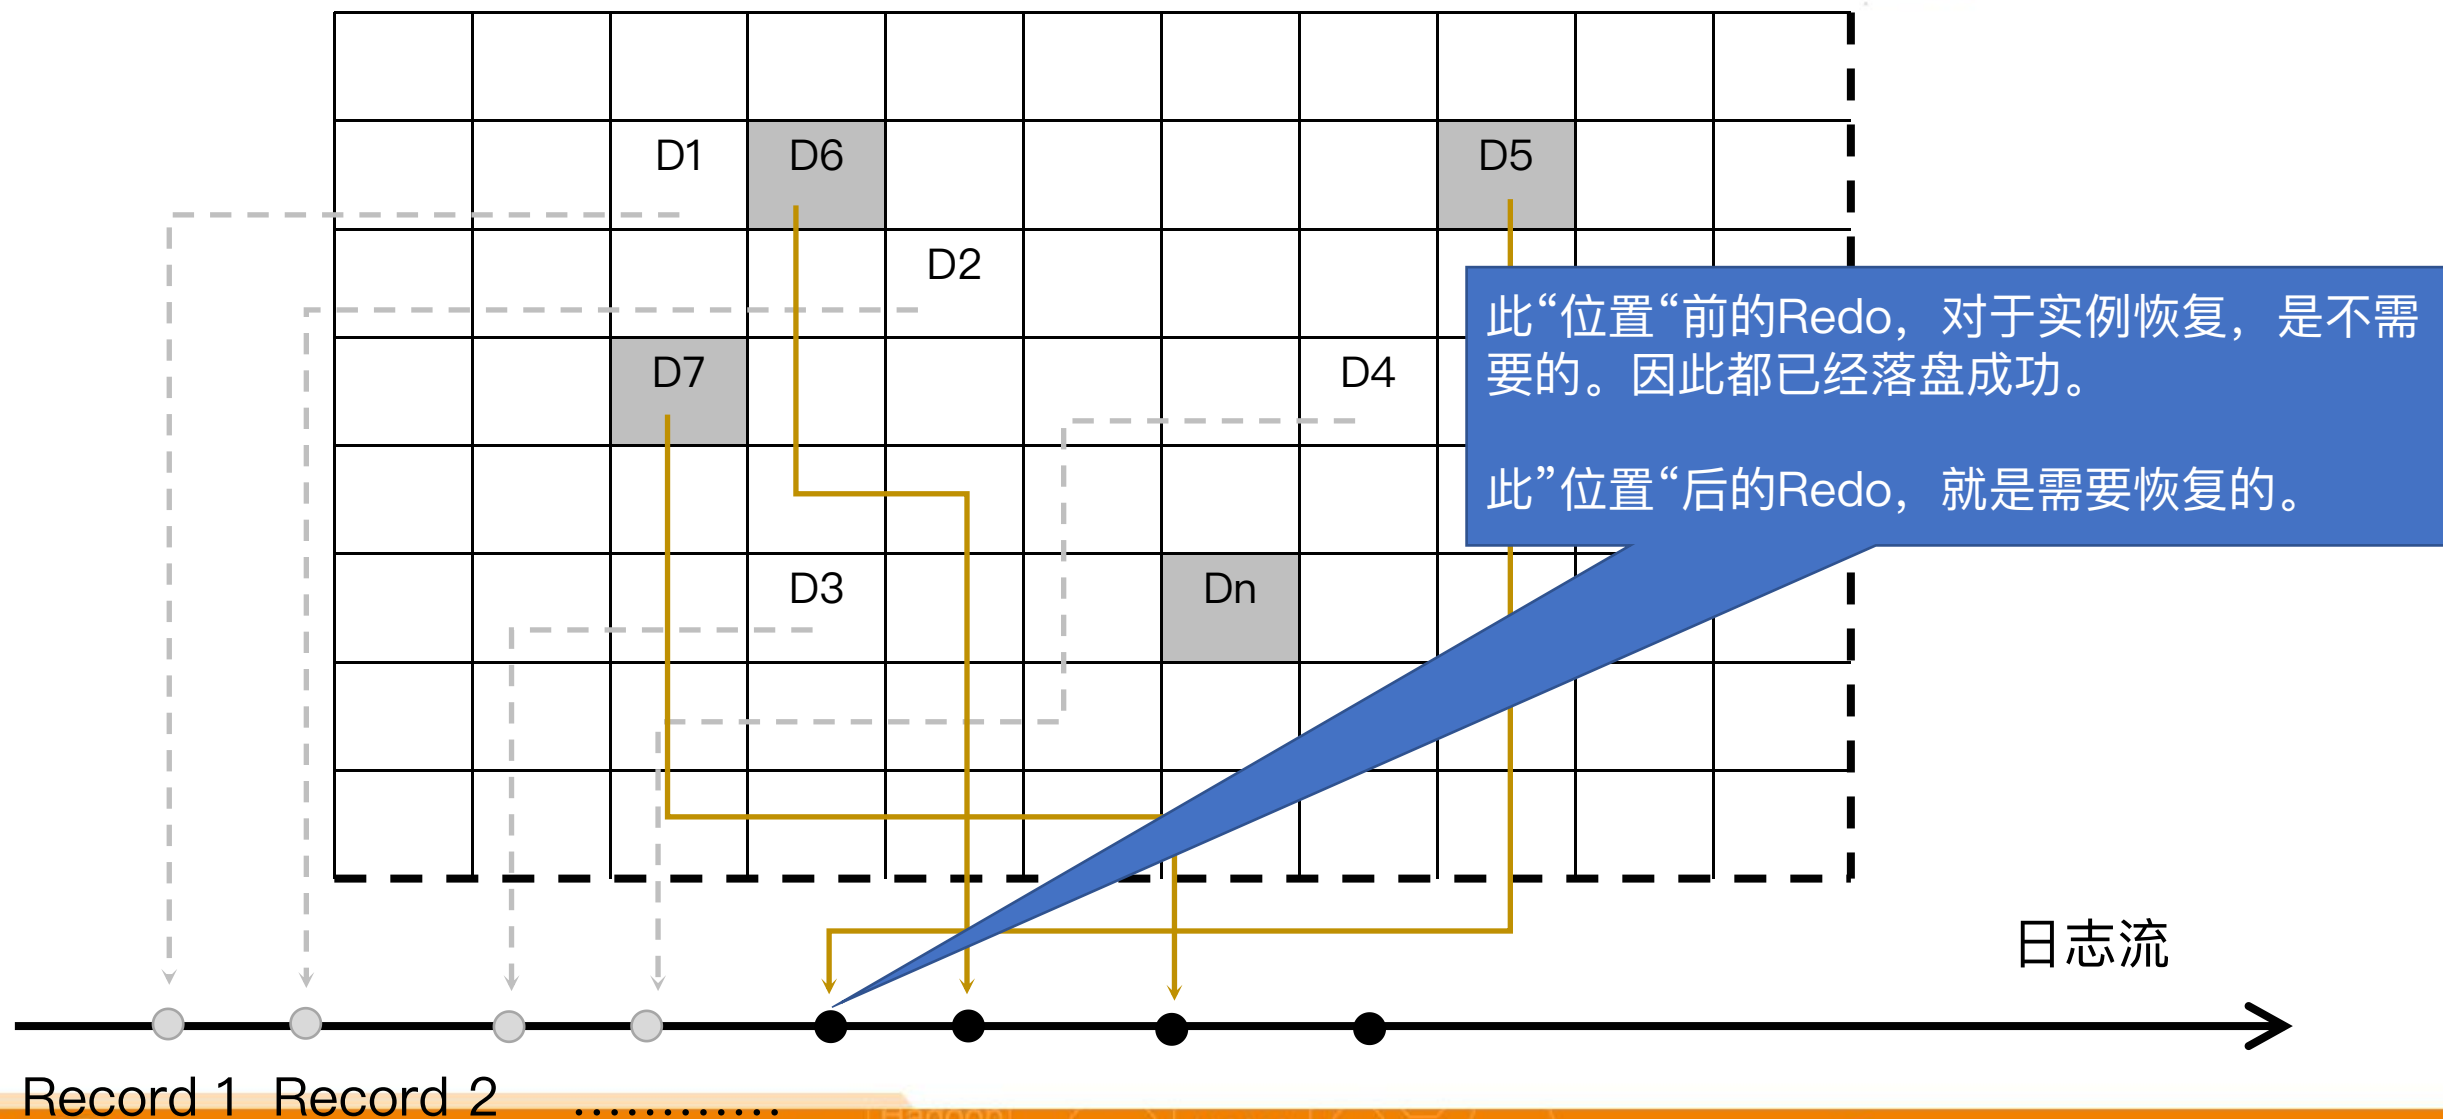 D1 D6 D5
D2
D7 D4
此“位置“前的Redo，对于实例恢复，是不需
要的。因此都已经落盘成功。
此”位置“后的Redo，就是需要恢复的。
D3 Dn
日志流
Record 1 Record 2 ............
Hadoop